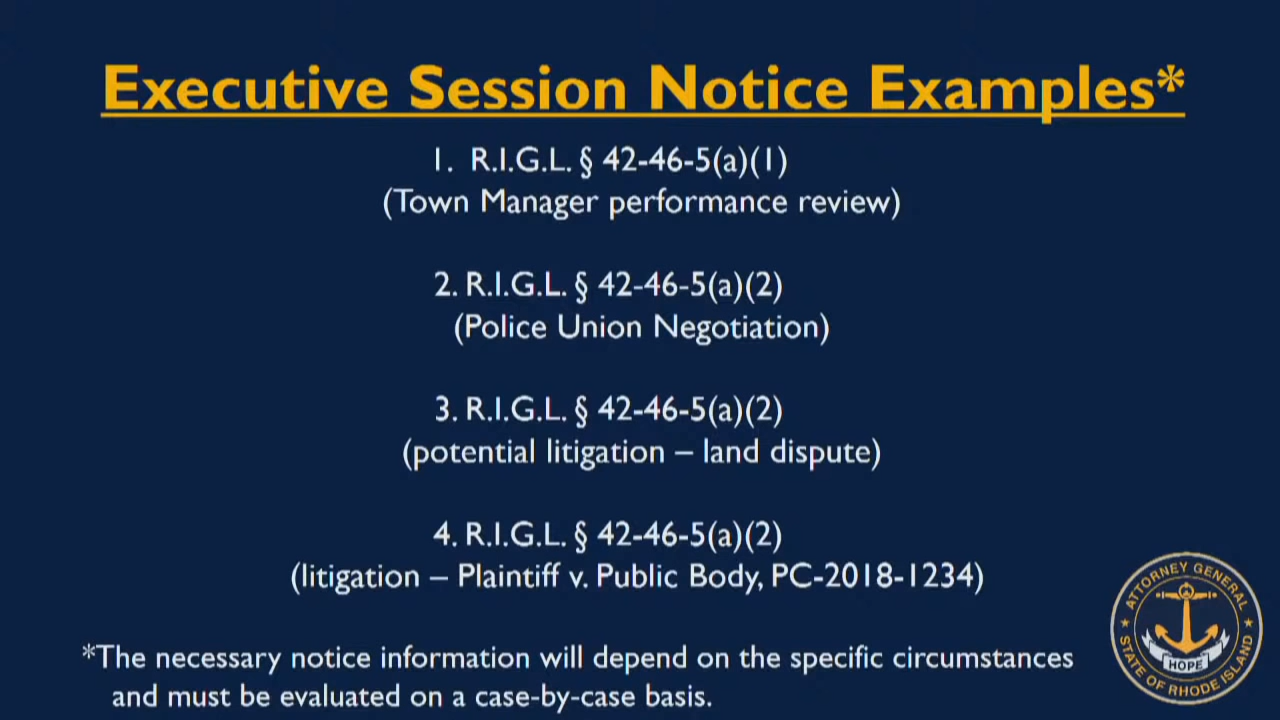 Executive Session Notice Examples*
1. R.I.G.L. § 42-46-5(a)(1)
(Town Manager performance review)
2. R.I.G.L. § 42-46-5(a)(2)
(Police Union Negotiation)
3. R.I.G.L. § 42-46-5(a)(2)
(potential litigation – land dispute)
4. R.I.G.L. § 42-46-5(a)(2)
(litigation – Plaintiff v. Public Body, PC-2018-1234)
*The necessary notice information will depend on the specific circumstances
and must be evaluated on a case-by-case basis.
ATTORNEY GENERAL
HOPE
STATE OF RHODE ISLAND